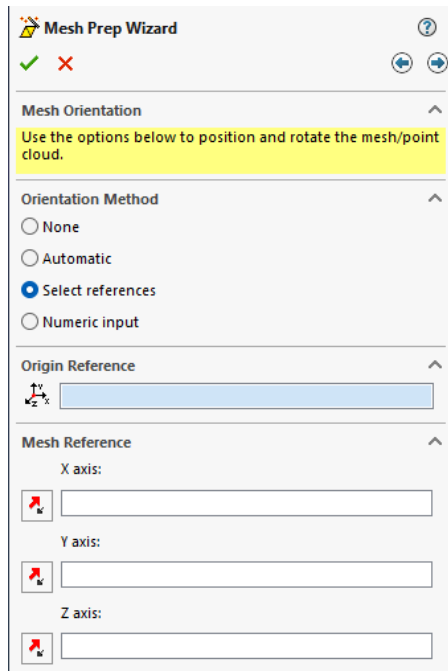 Mesh Prep Wizard
Mesh Orientation
Use the options below to position and rotate the mesh/point
cloud.
Orientation Method
None
Automatic
Select references
Numeric input
Origin Reference
Mesh Reference
X axis:
Y axis:
Z axis: